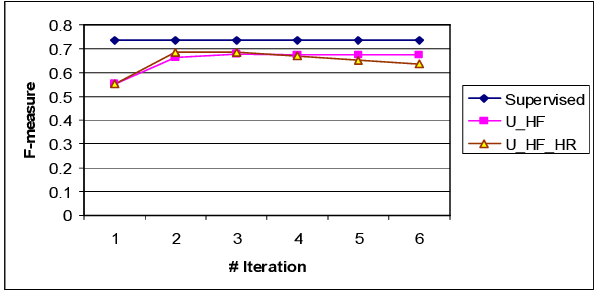 0.8
0.7
0.6
0.5
0.4
0.3
0.2
0.1
0
F-measure
1 2 3 4 5 6
# Iteration
Supervised
U_HF
U_HF_HR